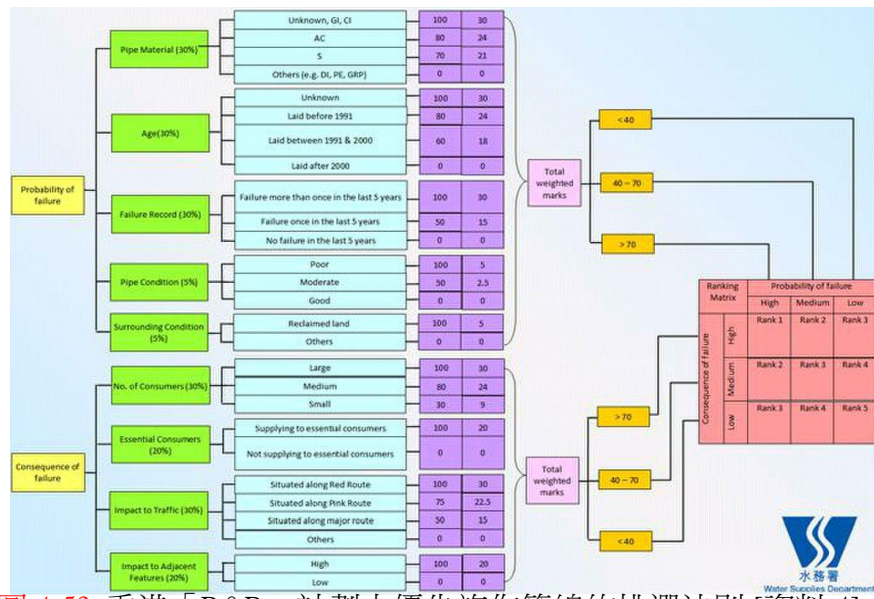 Unknown, GI, CI 100 30
Pipe Material (30%)
AC 80 24
S 70 21
Others (e.g. DI, PE, GRP) 0 0
Unknown 100 30
Laid before 1991 80 24
Age(30%)
Laid between 1991 & 2000 60 18
Laid after 2000 0 0
Probability of
failure
Failure more than once in the last 5 years 100 30
Failure Record (30%)
Failure once in the last 5 years 50 15
No failure in the last 5 years 0 0
Poor 100 5
Pipe Condition (5%)
Moderate 50 2.5
Good 0 0
Surrounding Condition
(5%)
Reclaimed land 100 5
Others 0 0
Total
weighted
marks
< 40
40 – 70
> 70
Large 100 30
No. of Consumers (30%)
Medium 80 24
Small 30 9
Essential Consumers
(20%)
Supplying to essential consumers 100 20
Not supplying to essential consumers 0 0
Consequence of
failure
Situated along Red Route 100 30
Impact to Traffic (30%)
Situated along Pink Route 75 22.5
Situated along major route 50 15
Others 0 0
Impact to Adjacent
Features (20%)
High 100 20
Low 0 0
Total
weighted
marks
> 70
40 – 70
< 40
Ranking
Matrix
Probability of failure
High Medium Low
Consequence of failure
High Rank 1 Rank 2 Rank 3
Medium Rank 2 Rank 3 Rank 4
Low Rank 3 Rank 4 Rank 5
水務署
Water Supplies Department